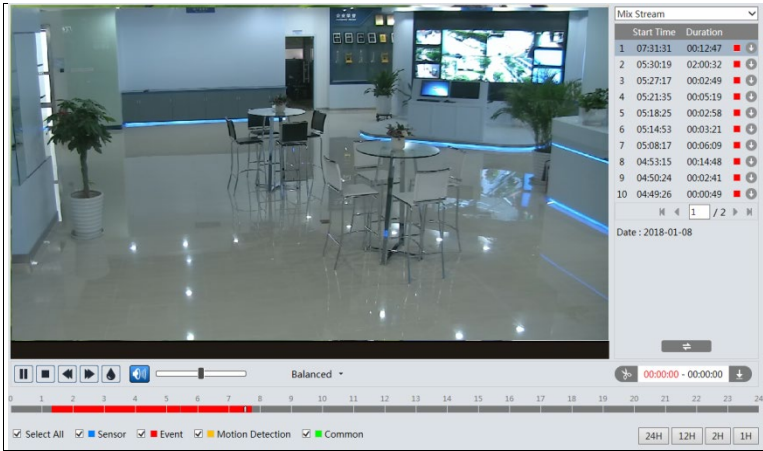 Mix Stream
Start Time Duration
1 07:31:31 00:12:47
2 05:30:19 02:00:32
3 05:27:17 00:02:49
4 05:21:35 00:05:19
5 05:18:25 00:02:58
6 05:14:53 00:03:21
7 05:08:17 00:06:09
8 04:53:15 00:14:48
9 04:50:24 00:02:41
10 04:49:26 00:00:49
1 / 2
Date : 2018-01-08
Balanced
00:00:00 - 00:00:00
0 1 2 3 4 5 6 7 8 9 10 11 12 13 14 15 16 17 18 19 20 21 22 23 24
Select All Sensor Event Motion Detection Common
24H 12H 2H 1H